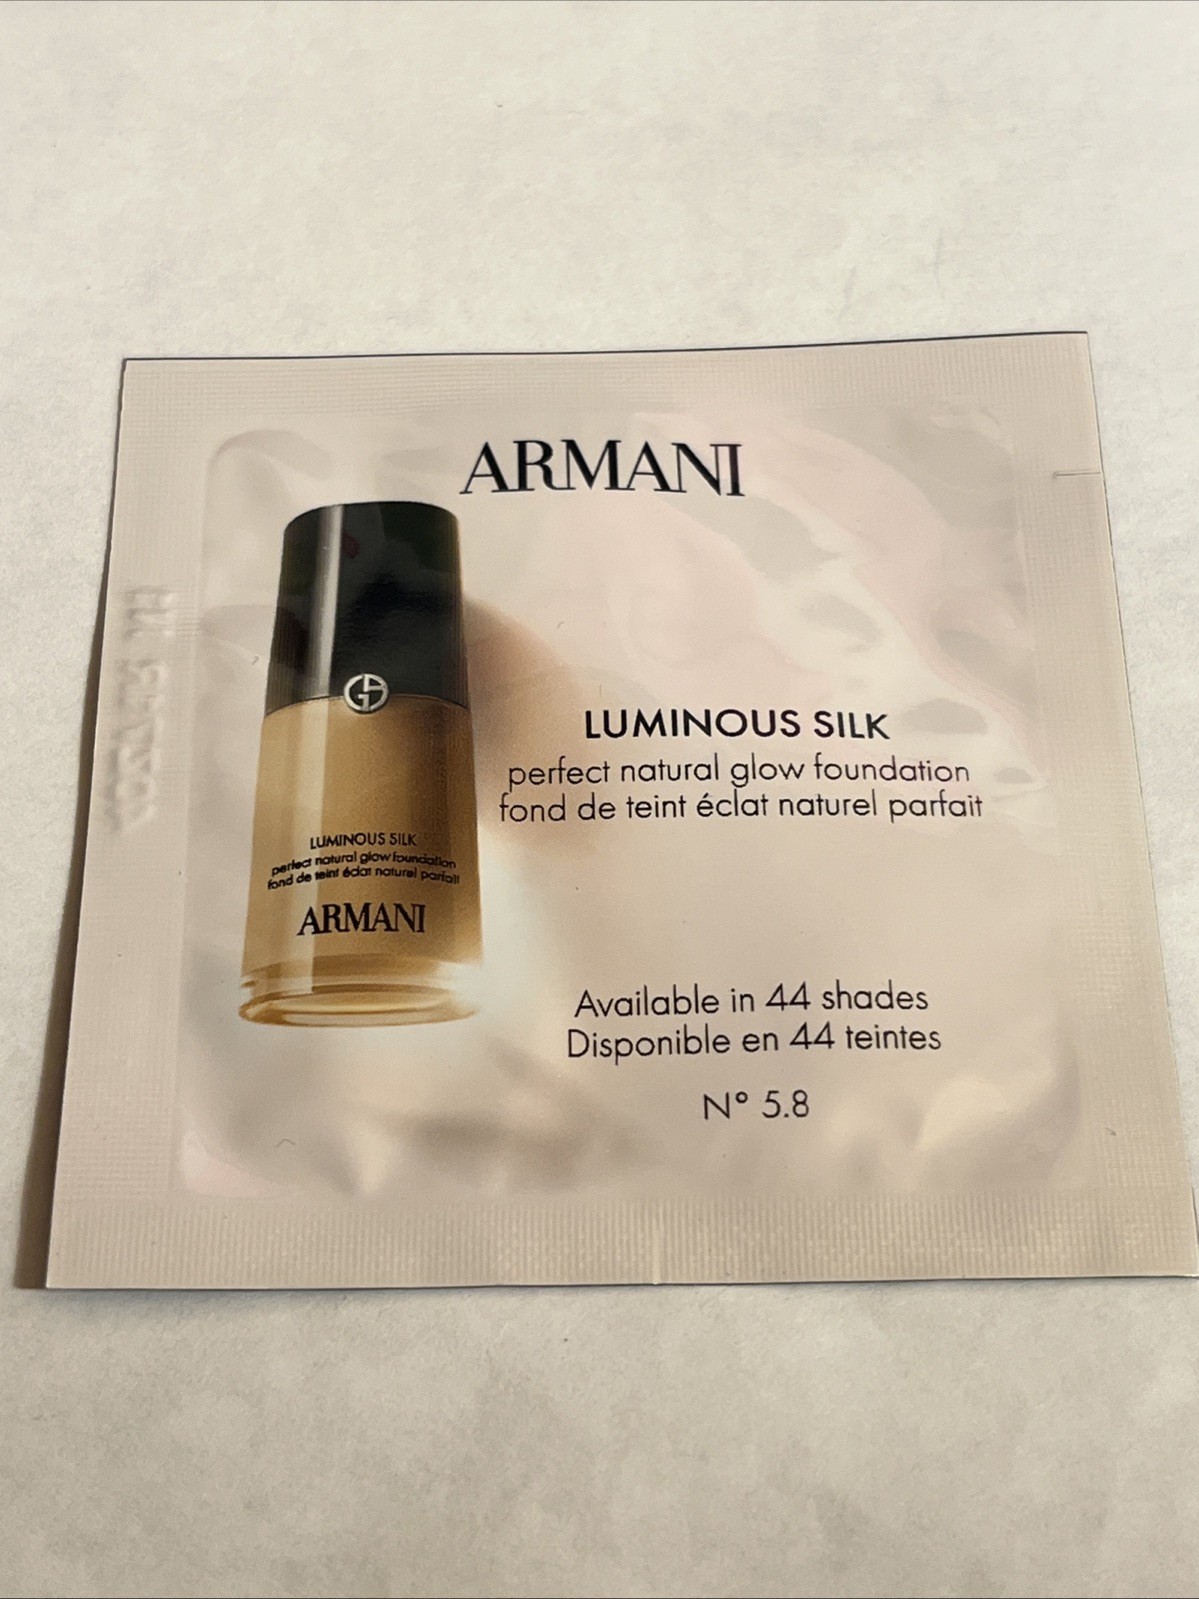 ARMANI
LUMINOUS SILK
perfect natural glow foundation
fond de teint éclat naturel parfait
LUMINOUS SILK
perfect natural glow foundation
fond de teint éclat naturel parfait
ARMANI
Available in 44 shades
Disponible en 44 teintes
N° 5.8